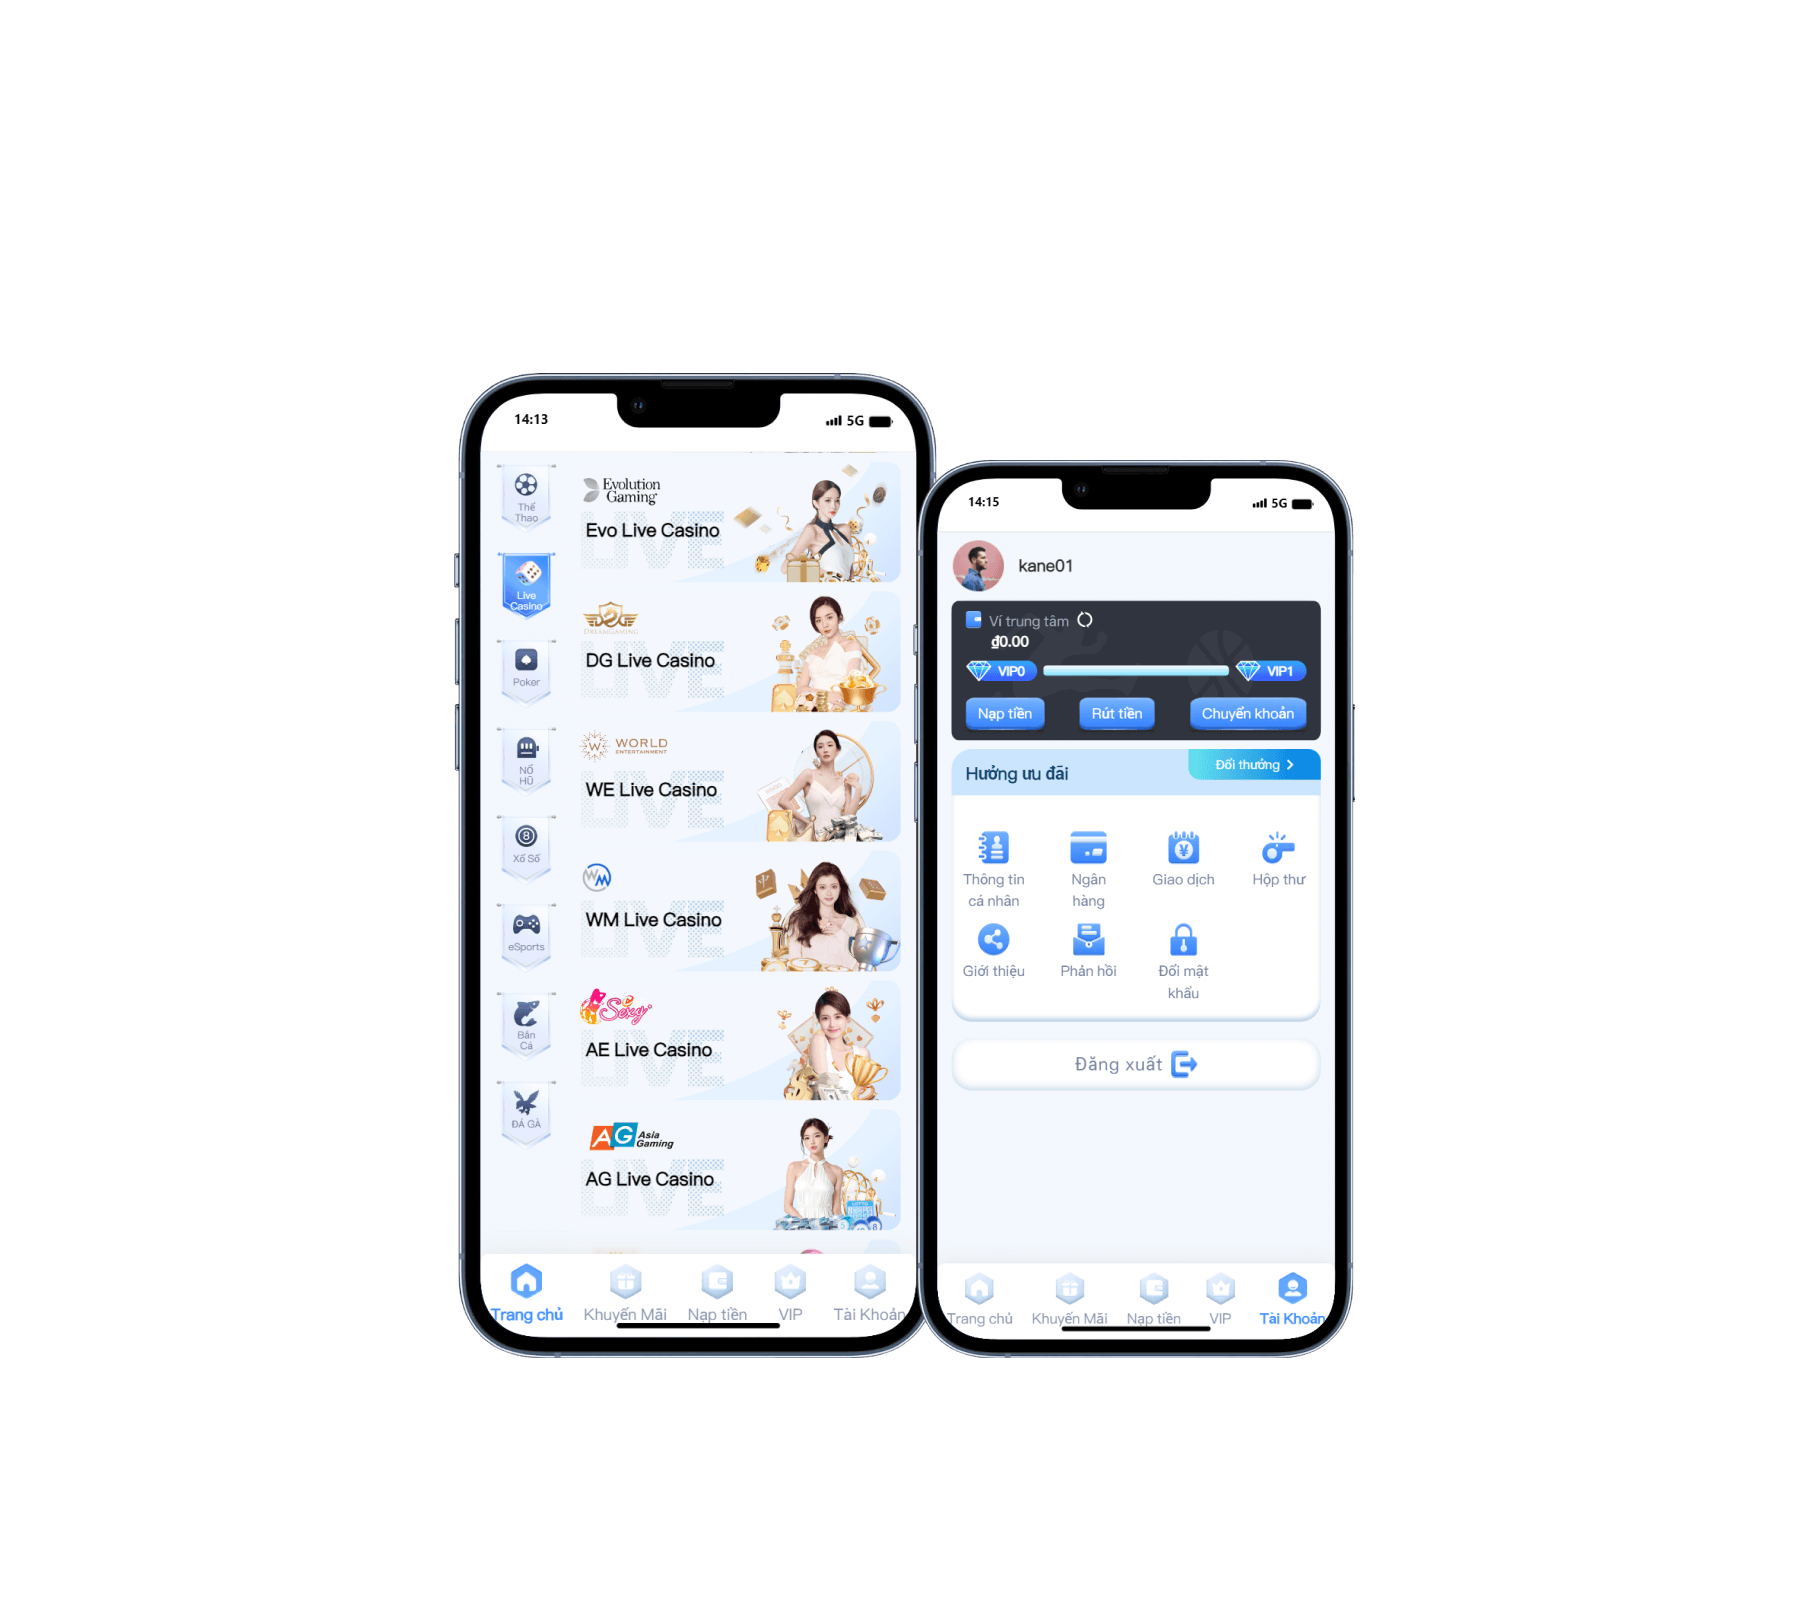 14:13
5G
Thể
Thao
Live
Casino
Poker
NỔ
HŨ
Xổ Số
eSports
Bắn
Cá
ĐÁ GÀ
Evolution
Gaming
LIVE
Evo Live Casino
DREAMGAMING
LIVE
DG Live Casino
W
WORLD
ENTERTAINMENT
LIVE
WE Live Casino
WM
LIVE
WM Live Casino
Sexy
LIVE
AE Live Casino
AG
Asia
Gaming
LIVE
AG Live Casino
Trang chủ
Khuyến Mãi
Nạp tiền
VIP
Tài Khoản
14:15
5G
kane01
Ví trung tâm
₫0.00
VIP0
VIP1
Nạp tiền
Rút tiền
Chuyển khoản
Hưởng ưu đãi
Đổi thưởng
Thông tin
cá nhân
Ngân
hàng
Giao dịch
Hộp thư
Giới thiệu
Phản hồi
Đổi mật
khẩu
Đăng xuất
Trang chủ
Khuyến Mãi
Nạp tiền
VIP
Tài Khoản